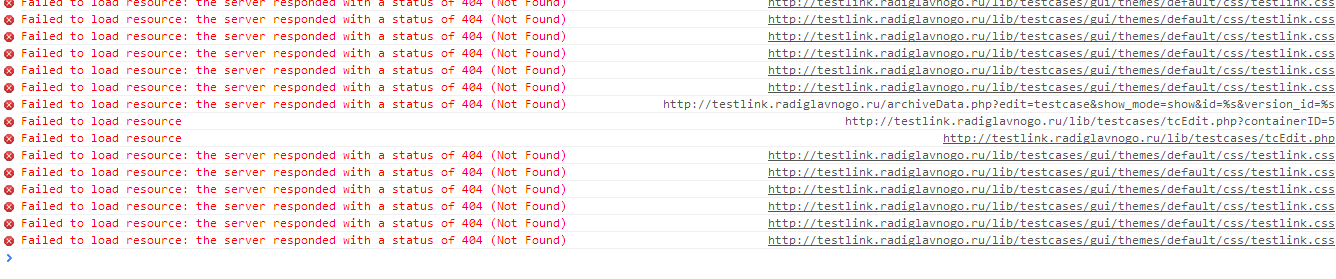 Failed to load resource: the server responded with a status of 404 (Not Found) http://testlink.radiglavnogo.ru/lib/testcases/gui/themes/default/css/testlink.css
Failed to load resource: the server responded with a status of 404 (Not Found) http://testlink.radiglavnogo.ru/lib/testcases/gui/themes/default/css/testlink.css
Failed to load resource: the server responded with a status of 404 (Not Found) http://testlink.radiglavnogo.ru/lib/testcases/gui/themes/default/css/testlink.css
Failed to load resource: the server responded with a status of 404 (Not Found) http://testlink.radiglavnogo.ru/lib/testcases/gui/themes/default/css/testlink.css
Failed to load resource: the server responded with a status of 404 (Not Found) http://testlink.radiglavnogo.ru/lib/testcases/gui/themes/default/css/testlink.css
Failed to load resource: the server responded with a status of 404 (Not Found) http://testlink.radiglavnogo.ru/lib/testcases/gui/themes/default/css/testlink.css
Failed to load resource: the server responded with a status of 404 (Not Found) http://testlink.radiglavnogo.ru/archiveData.php?edit=testcase&show_mode=show&id=%s&version_id=%s
Failed to load resource http://testlink.radiglavnogo.ru/lib/testcases/tcEdit.php?containerID=5
Failed to load resource http://testlink.radiglavnogo.ru/lib/testcases/tcEdit.php
Failed to load resource: the server responded with a status of 404 (Not Found) http://testlink.radiglavnogo.ru/lib/testcases/gui/themes/default/css/testlink.css
Failed to load resource: the server responded with a status of 404 (Not Found) http://testlink.radiglavnogo.ru/lib/testcases/gui/themes/default/css/testlink.css
Failed to load resource: the server responded with a status of 404 (Not Found) http://testlink.radiglavnogo.ru/lib/testcases/gui/themes/default/css/testlink.css
Failed to load resource: the server responded with a status of 404 (Not Found) http://testlink.radiglavnogo.ru/lib/testcases/gui/themes/default/css/testlink.css
Failed to load resource: the server responded with a status of 404 (Not Found) http://testlink.radiglavnogo.ru/lib/testcases/gui/themes/default/css/testlink.css
Failed to load resource: the server responded with a status of 404 (Not Found) http://testlink.radiglavnogo.ru/lib/testcases/gui/themes/default/css/testlink.css